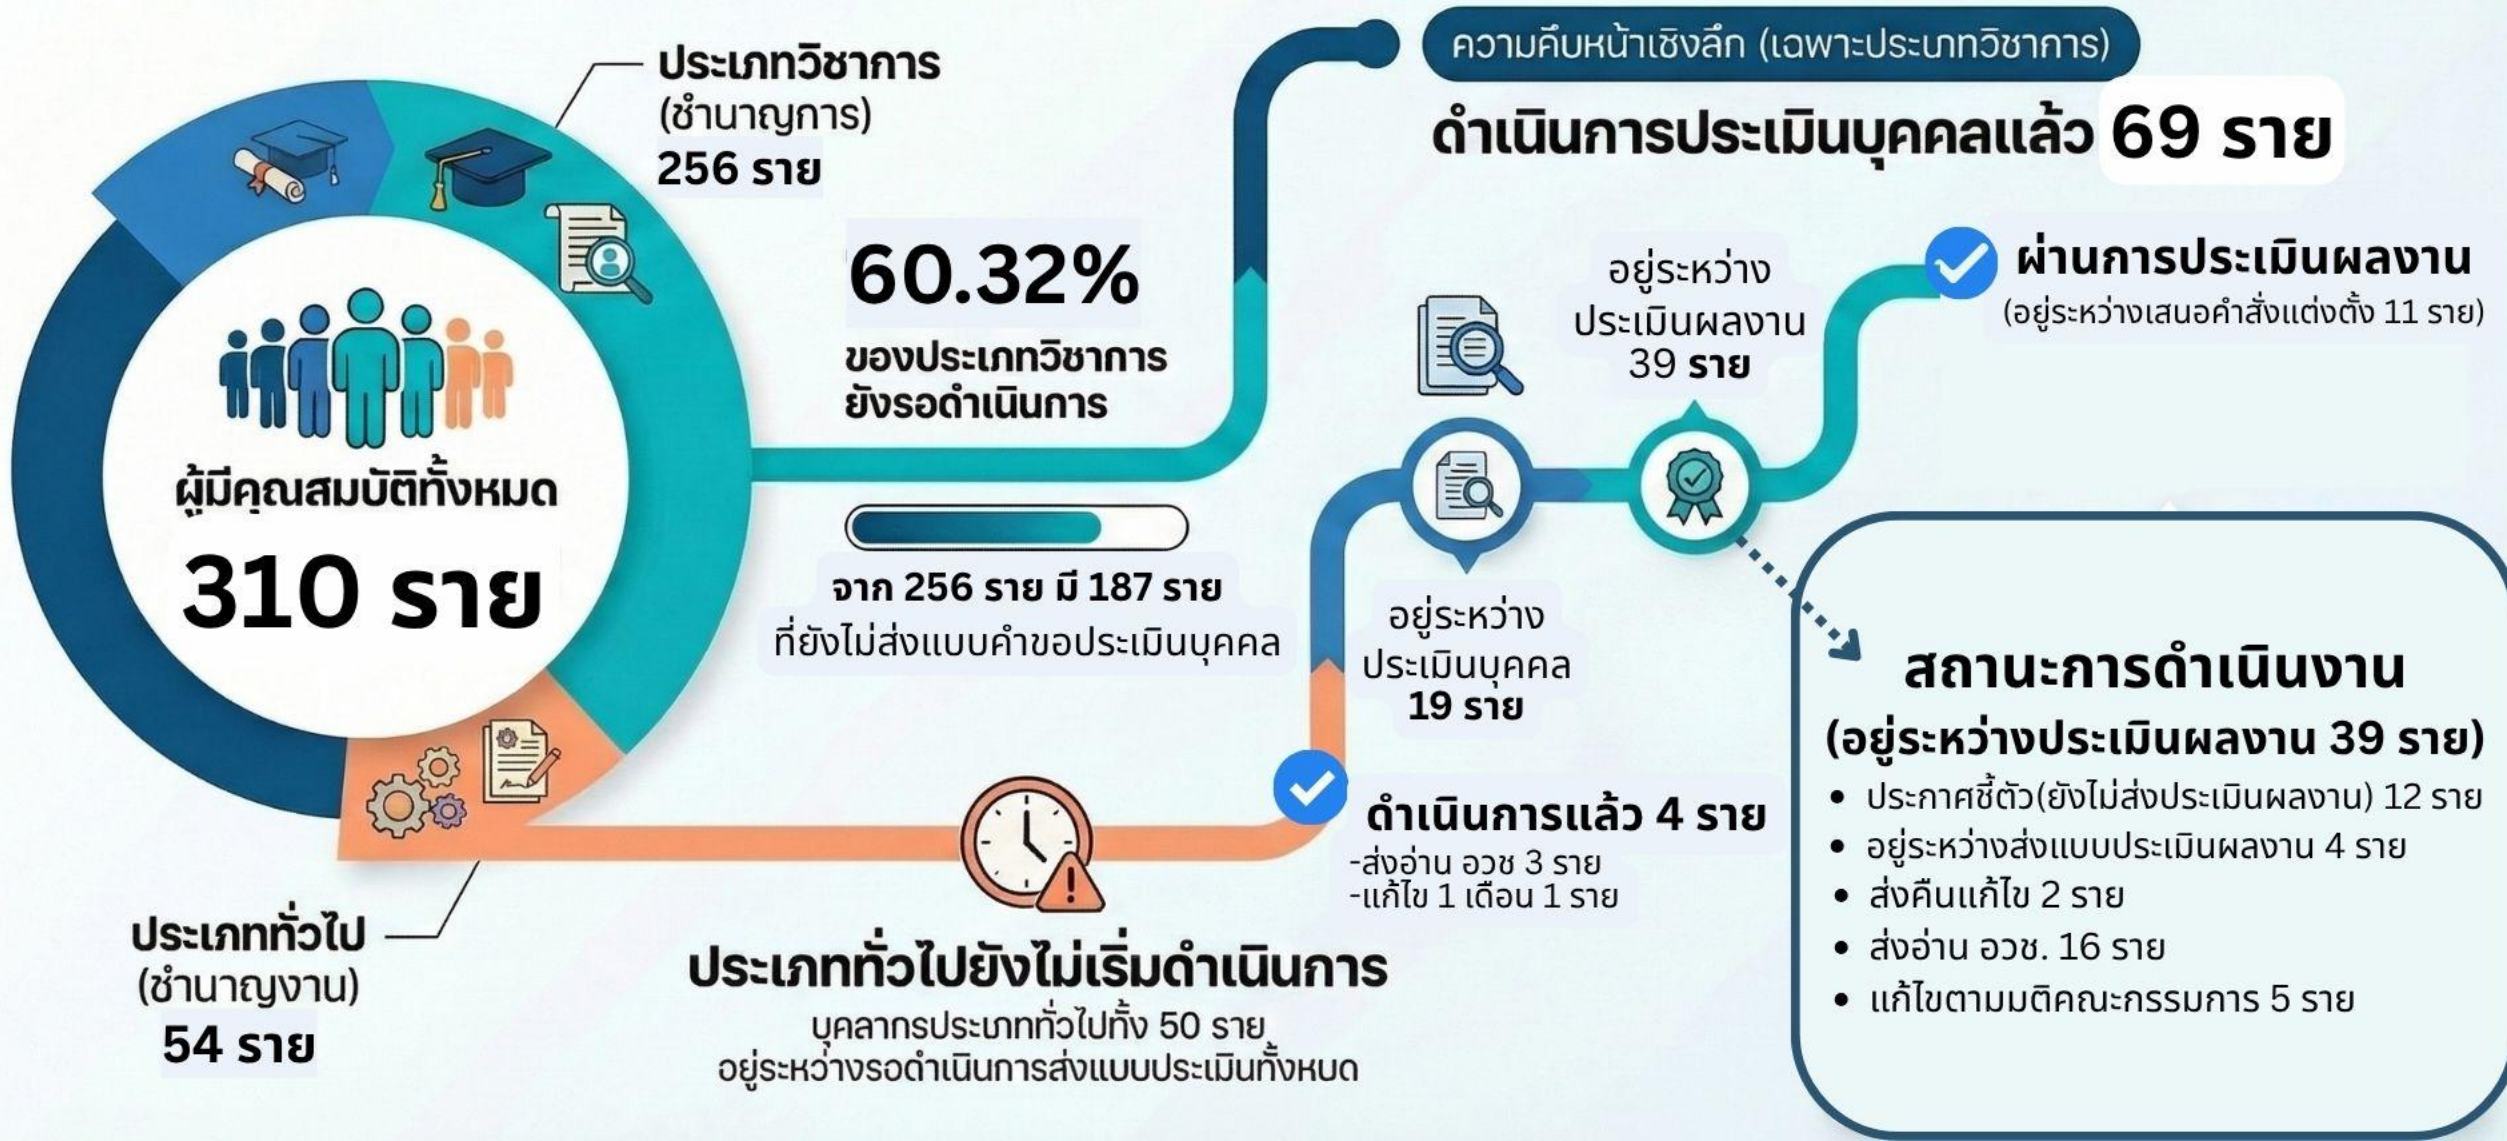 ประเภทวิชาการ
(ชำนาญการ)
256 ราย
60.32%
ของประเภทวิชาการ
ยังรอดำเนินการ
จาก 256 ราย มี 187 ราย
ที่ยังไม่ส่งแบบคำขอประเมินบุคคล
ผู้มีคุณสมบัติทั้งหมด
310 ราย
ประเภททั่วไป
(ชำนาญงาน)
54 ราย
ประเภททั่วไปยังไม่เริ่มดำเนินการ
บุคลากรประเภททั่วไปทั้ง 50 ราย
อยู่ระหว่างรอดำเนินการส่งแบบประเมินทั้งหมด
ดำเนินการแล้ว 4 ราย
-ส่งอ่าน อวช 3 ราย
-แก้ไข 1 เดือน 1 ราย
ความคืบหน้าเชิงลึก (เฉพาะประเภทวิชาการ)
ดำเนินการประเมินบุคคลแล้ว 69 ราย
อยู่ระหว่าง
ประเมินบุคคล
19 ราย
อยู่ระหว่าง
ประเมินผลงาน
39 ราย
ผ่านการประเมินผลงาน
(อยู่ระหว่างเสนอคำสั่งแต่งตั้ง 11 ราย)
สถานะการดำเนินงาน
(อยู่ระหว่างประเมินผลงาน 39 ราย)
• ประกาศชี้ตัว(ยังไม่ส่งประเมินผลงาน) 12 ราย
• อยู่ระหว่างส่งแบบประเมินผลงาน 4 ราย
• ส่งคืนแก้ไข 2 ราย
• ส่งอ่าน อวช. 16 ราย
• แก้ไขตามมติคณะกรรมการ 5 ราย